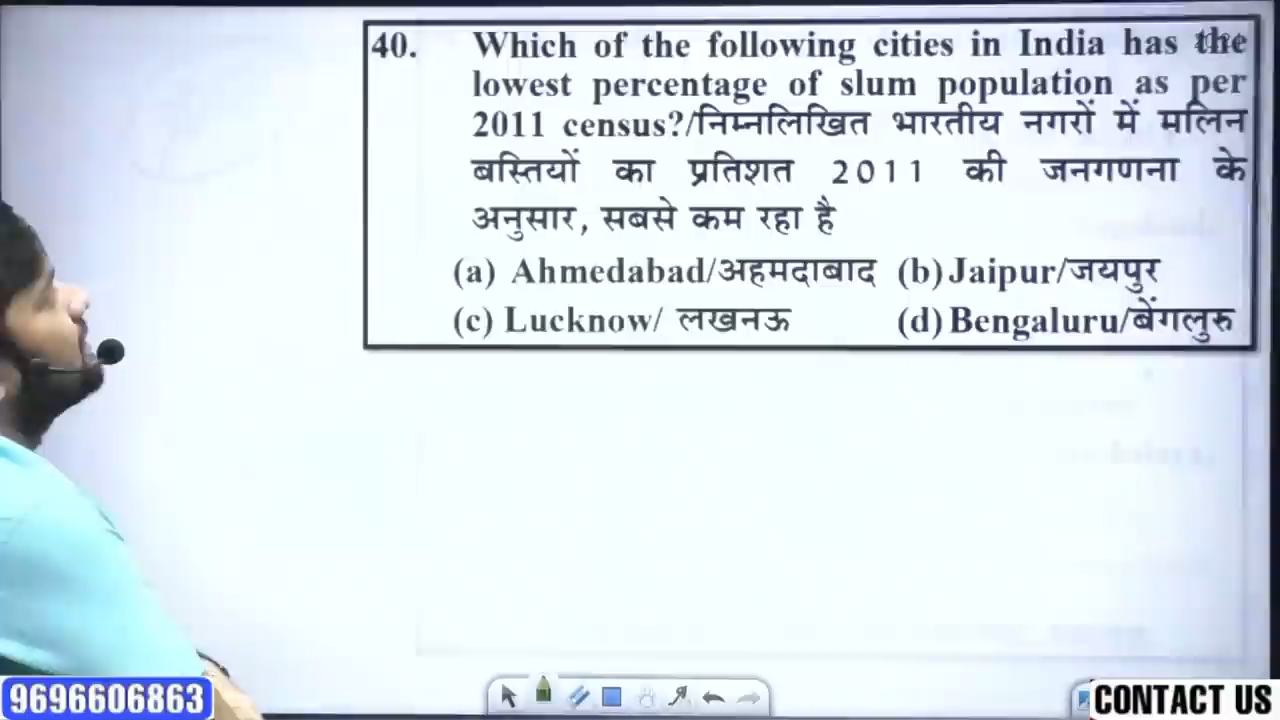 40. Which of the following cities in India has the
lowest percentage of slum population as per
2011 census?/निम्नलिखित भारतीय नगरों में मलिन
बस्तियों का प्रतिशत 2011 की जनगणना के
अनुसार, सबसे कम रहा है
(a) Ahmedabad/अहमदाबाद (b) Jaipur/जयपुर
(c) Lucknow/ लखनऊ (d) Bengaluru/बेंगलुरु
9696606863
CONTACT US